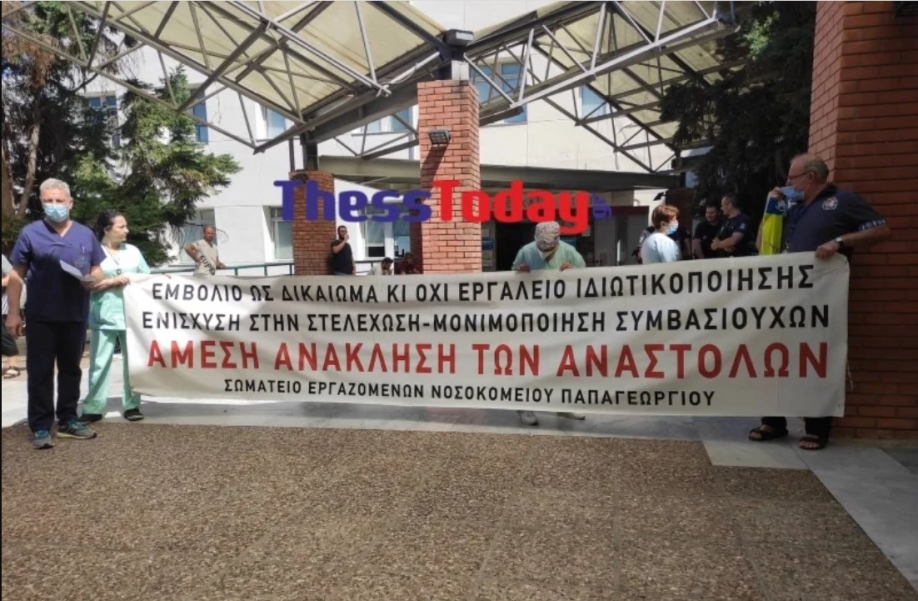 ThessToday.gr
ΕΜΒΟΛΙΟ ΩΣ ΔΙΚΑΙΩΜΑ ΚΙ ΟΧΙ ΕΡΓΑΛΕΙΟ ΙΔΙΩΤΙΚΟΠΟΙΗΣΗΣ
ΕΝΙΣΧΥΣΗ ΣΤΗΝ ΣΤΕΛΕΧΩΣΗ-ΜΟΝΙΜΟΠΟΙΗΣΗ ΣΥΜΒΑΣΙΟΥΧΩΝ
ΑΜΕΣΗ ΑΝΑΚΛΗΣΗ ΤΩΝ ΑΝΑΣΤΟΛΩΝ
ΣΩΜΑΤΕΙΟ ΕΡΓΑΖΟΜΕΝΩΝ ΝΟΣΟΚΟΜΕΙΟΥ ΠΑΠΑΓΕΩΡΓΙΟΥ